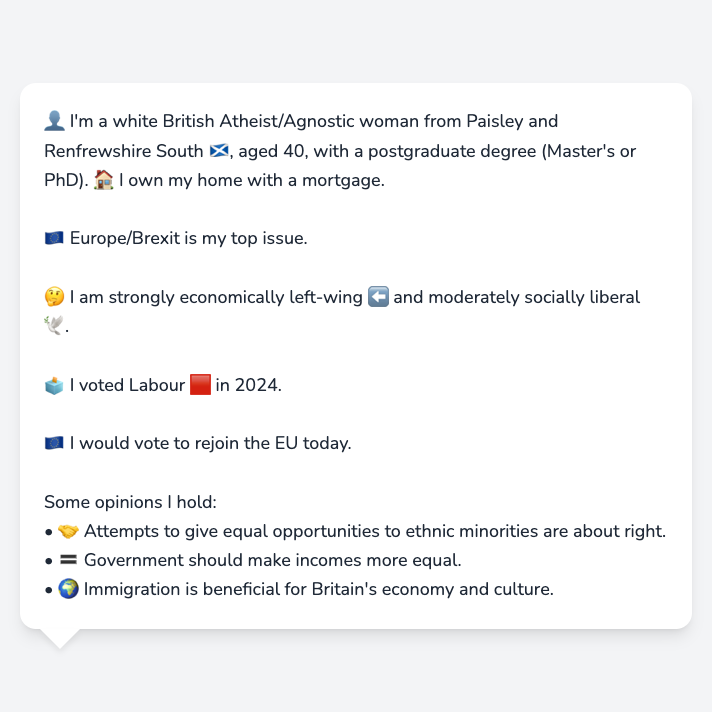 👤 I'm a white British Atheist/Agnostic woman from Paisley and
Renfrewshire South 🏴󠁧󠁢󠁳󠁣󠁴󠁿, aged 40, with a postgraduate degree (Master's or
PhD). 🏠 I own my home with a mortgage.
🇪🇺 Europe/Brexit is my top issue.
🤔 I am strongly economically left-wing ⬅️ and moderately socially liberal
🕊️.
🗳️ I voted Labour 🟥 in 2024.
🇪🇺 I would vote to rejoin the EU today.
Some opinions I hold:
• 🤝 Attempts to give equal opportunities to ethnic minorities are about right.
• 🟰 Government should make incomes more equal.
• 🌍 Immigration is beneficial for Britain's economy and culture.